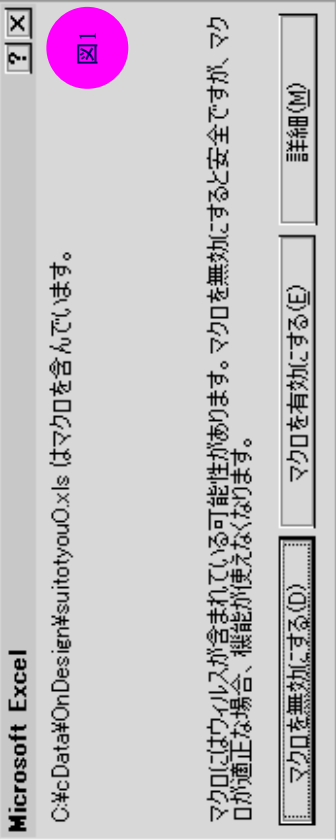 Microsoft Excel
図1
C:¥cData¥OnDesign¥suitotyouO.xls はマクロを含んでいます。
マクロにはウィルスが含まれている可能性があります。マクロを無効にすると安全ですが、マク
ロが適正な場合、機能が使えなくなります。
マクロを無効にする(D)
マクロを有効にする(E)
詳細(M)